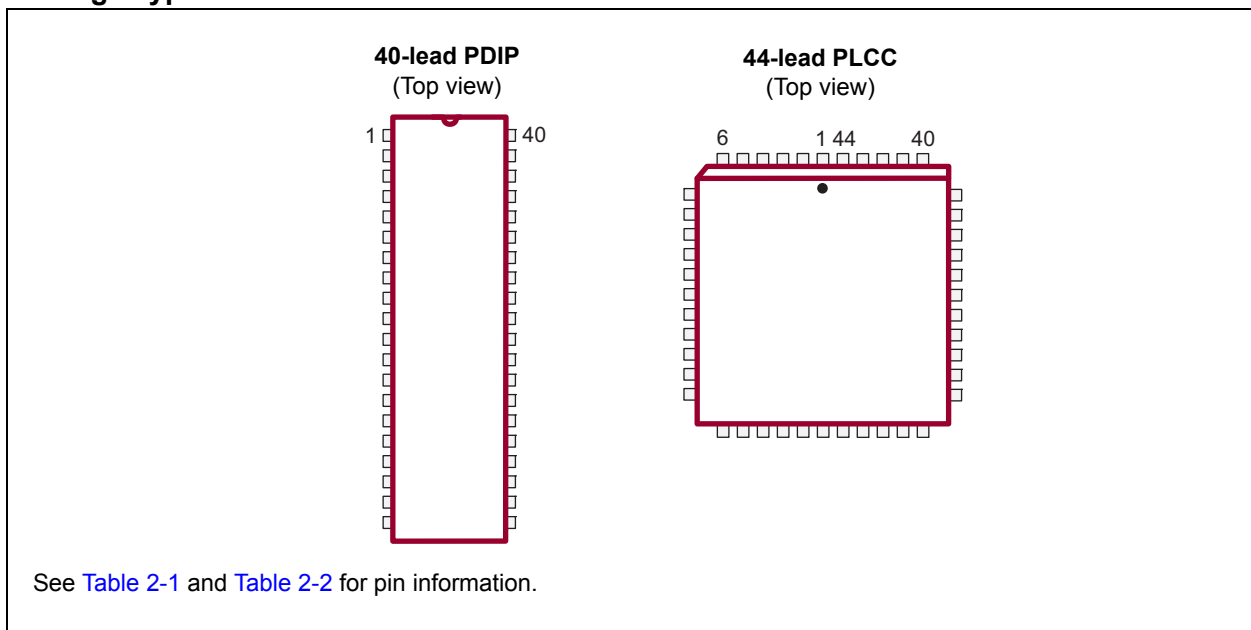 40-lead PDIP
(Top view)
1
40
44-lead PLCC
(Top view)
6
1 44
40
See Table 2-1 and Table 2-2 for pin information.